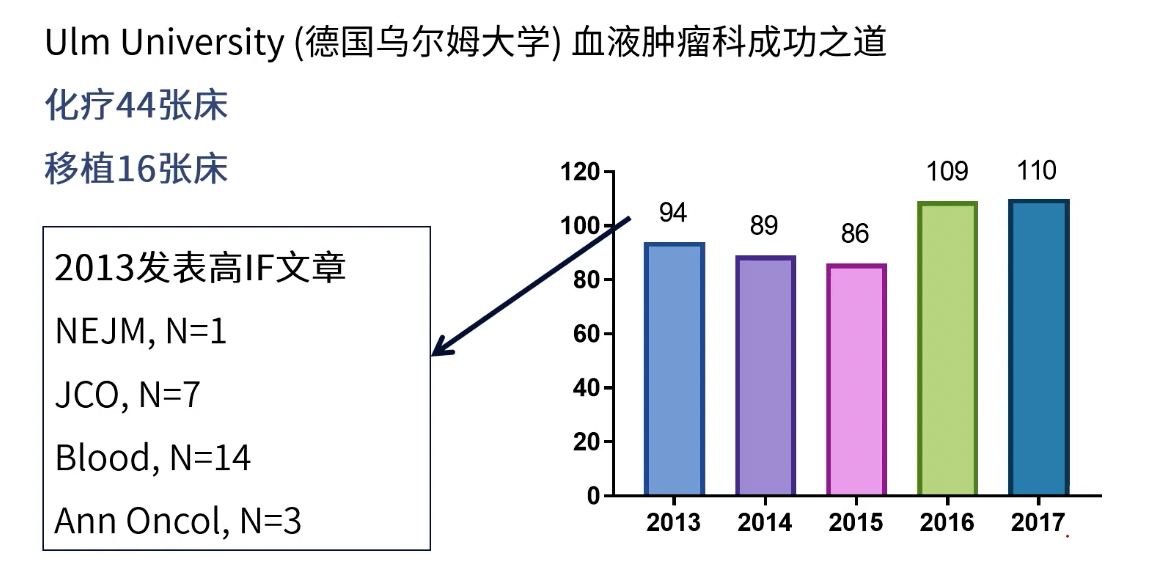 Ulm University (德国乌尔姆大学) 血液肿瘤科成功之道
化疗44张床
移植16张床
2013发表高IF文章
NEJM, N=1
JCO, N=7
Blood, N=14
Ann Oncol, N=3
120
100
80
60
40
20
0
94
89
86
109
110
2013
2014
2015
2016
2017